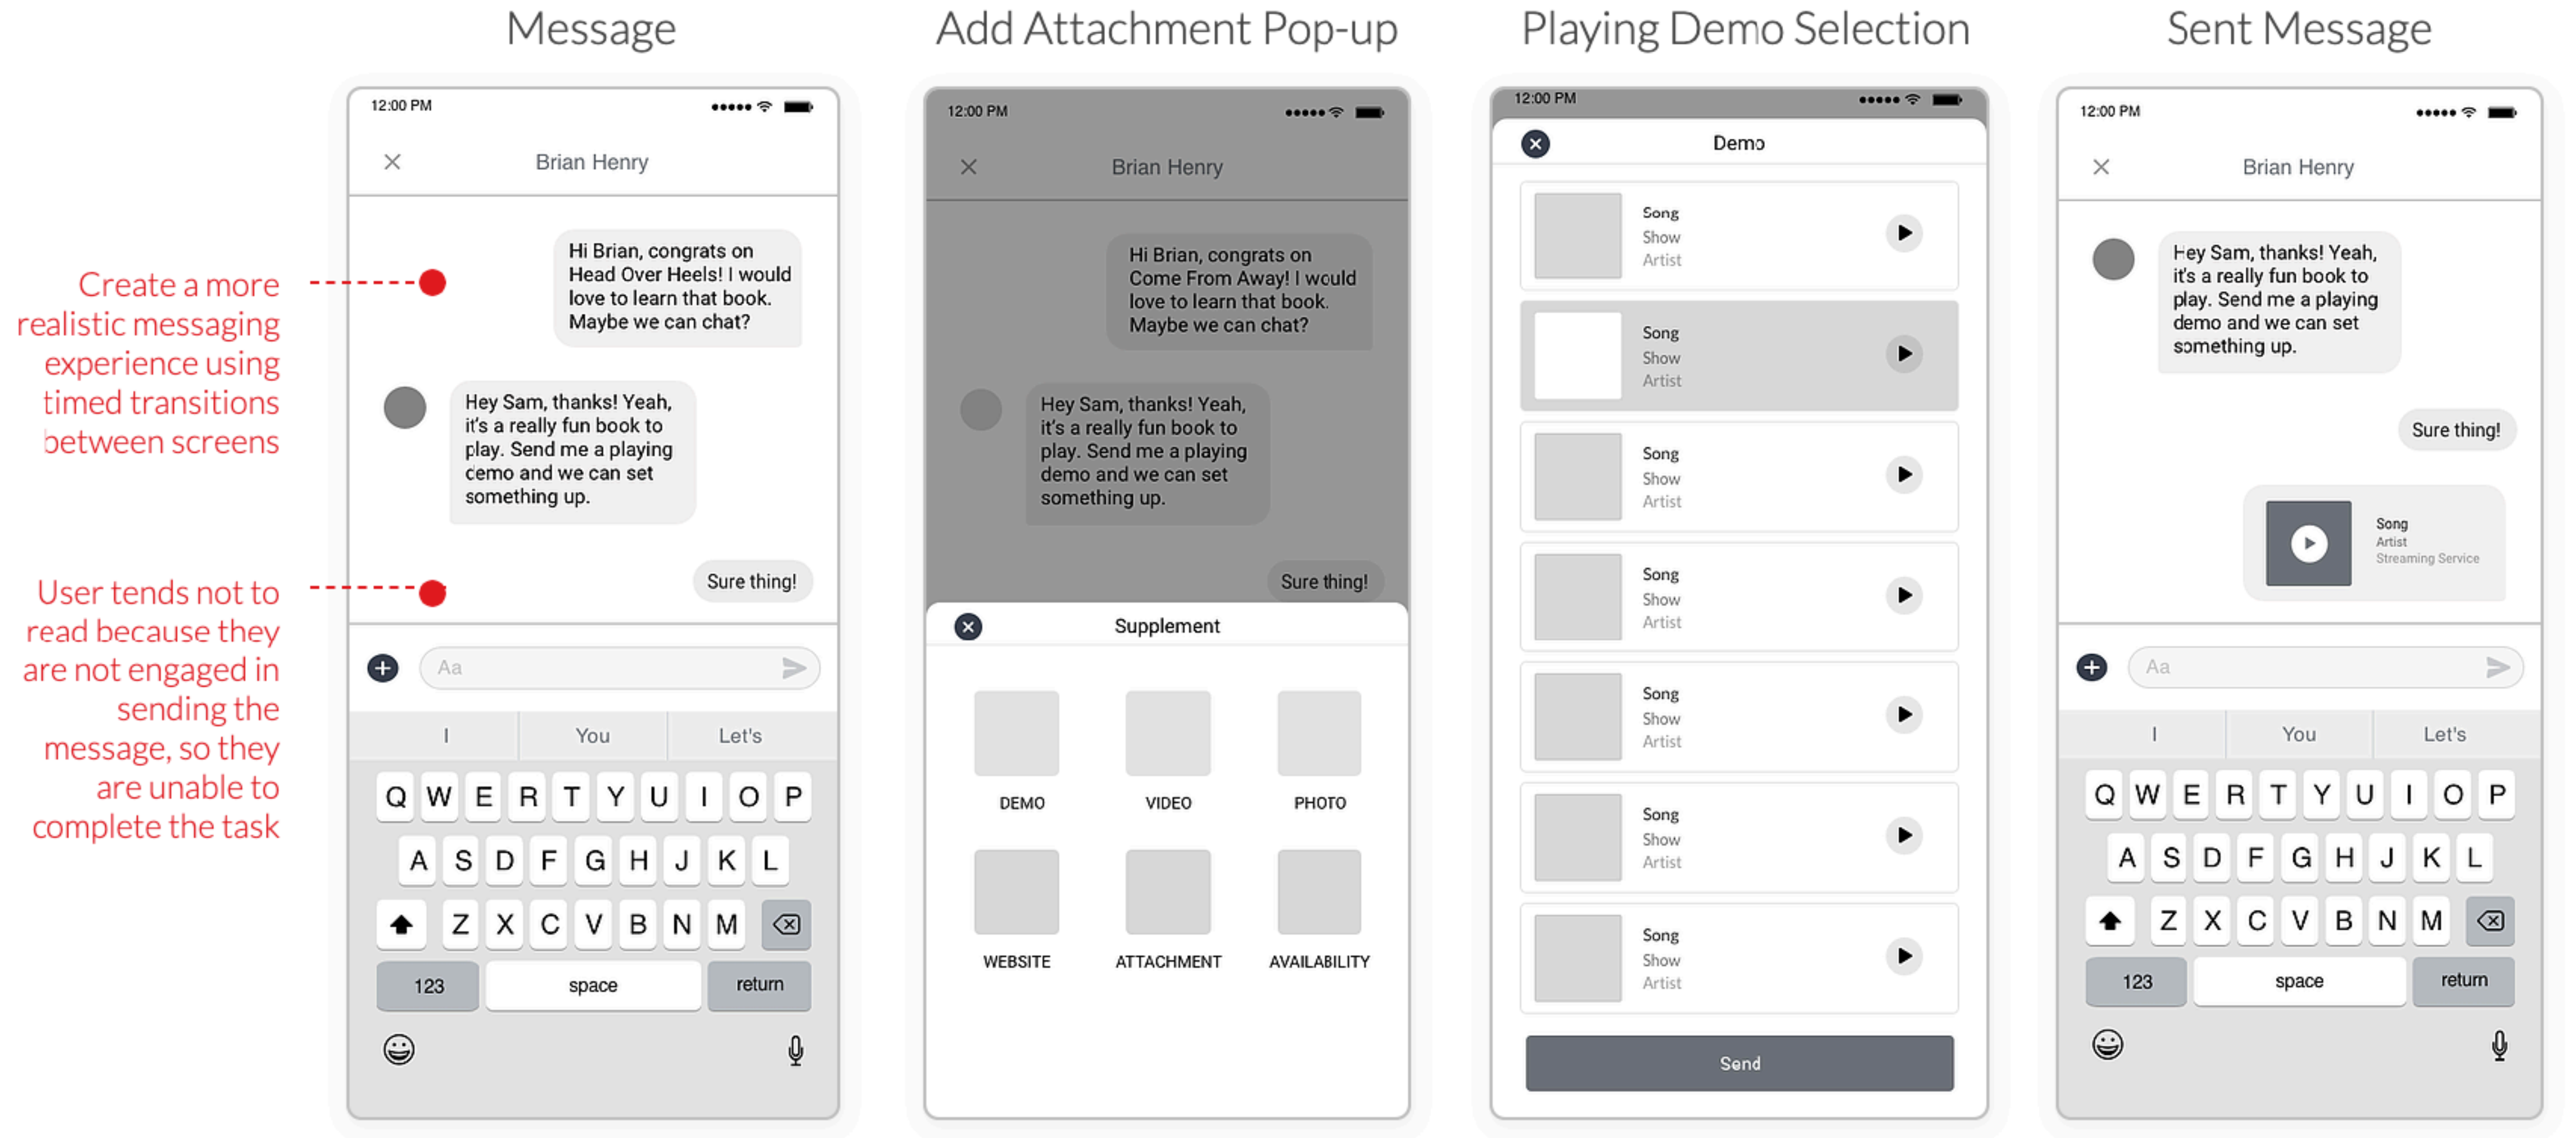 Message
Add Attachment Pop-up
Playing Demo Selection
Sent Message
Create a more
realistic messaging
experience using
timed transitions
between screens
User tends not to
read because they
are not engaged in
sending the
message, so they
are unable to
complete the task
12:00 PM
Brian Henry
Hi Brian, congrats on
Head Over Heels! I would
love to learn that book.
Maybe we can chat?
Hey Sam, thanks! Yeah,
it's a really fun book to
play. Send me a playing
demo and we can set
something up.
Sure thing!
Aa
I You Let's
Q W E R T Y U I O P
A S D F G H J K L
Z X C V B N M
123 space return
12:00 PM
Brian Henry
Hi Brian, congrats on
Come From Away! I would
love to learn that book.
Maybe we can chat?
Hey Sam, thanks! Yeah,
it's a really fun book to
play. Send me a playing
demo and we can set
something up.
Sure thing!
Supplement
DEMO VIDEO PHOTO
WEBSITE ATTACHMENT AVAILABILITY
12:00 PM
Demo
Song
Show
Artist
Song
Show
Artist
Song
Show
Artist
Song
Show
Artist
Song
Show
Artist
Song
Show
Artist
Song
Show
Artist
Send
12:00 PM
Brian Henry
Hey Sam, thanks! Yeah,
it's a really fun book to
play. Send me a playing
demo and we can set
something up.
Sure thing!
Song
Artist
Streaming Service
Aa
I You Let's
Q W E R T Y U I O P
A S D F G H J K L
Z X C V B N M
123 space return